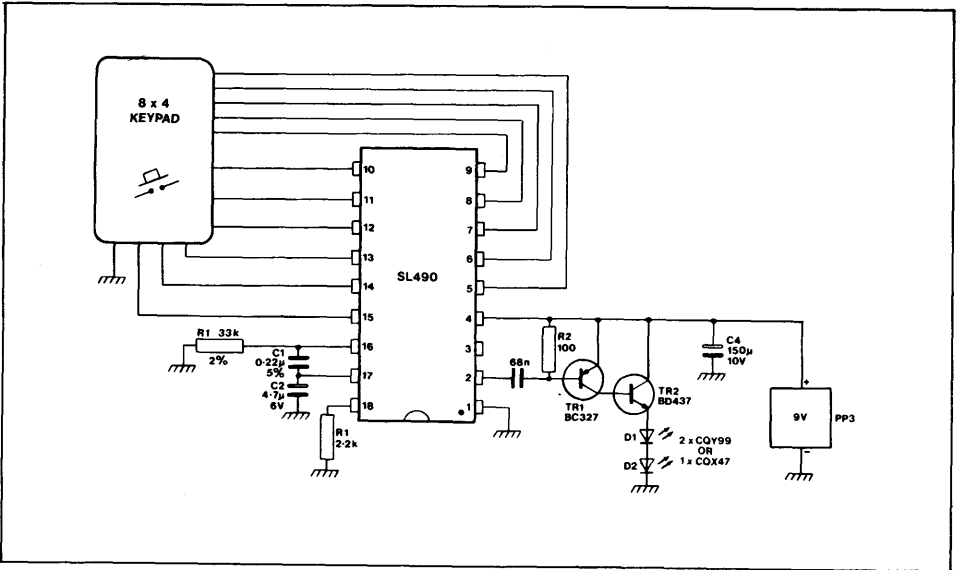 8 x 4
KEYPAD
10
11
12
13
14
15
16
17
18
SL490
9
8
7
6
5
4
3
2
1
R1 33k
2%
C1
0·22µ
5%
C2
4·7µ
6V
R1
2·2k
68n
R2
100
TR1
BC327
TR2
BD437
D1
D2
2 x CQY99
OR
1 x CQX47
C4
150µ
10V
+
9V
−
PP3